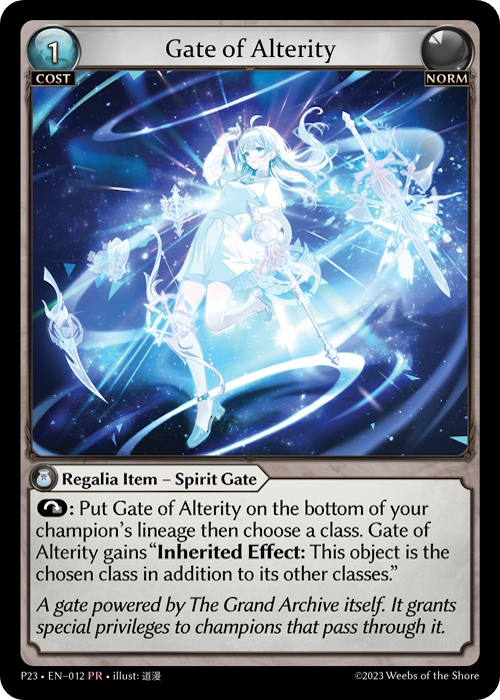 1
Gate of Alterity
COST
NORM
Regalia Item – Spirit Gate
: Put Gate of Alterity on the bottom of your
champion's lineage then choose a class. Gate of
Alterity gains “Inherited Effect: This object is the
chosen class in addition to its other classes.”
A gate powered by The Grand Archive itself. It grants
special privileges to champions that pass through it.
P23 • EN–012 PR • illust: 道漫
©2023 Weebs of the Shore